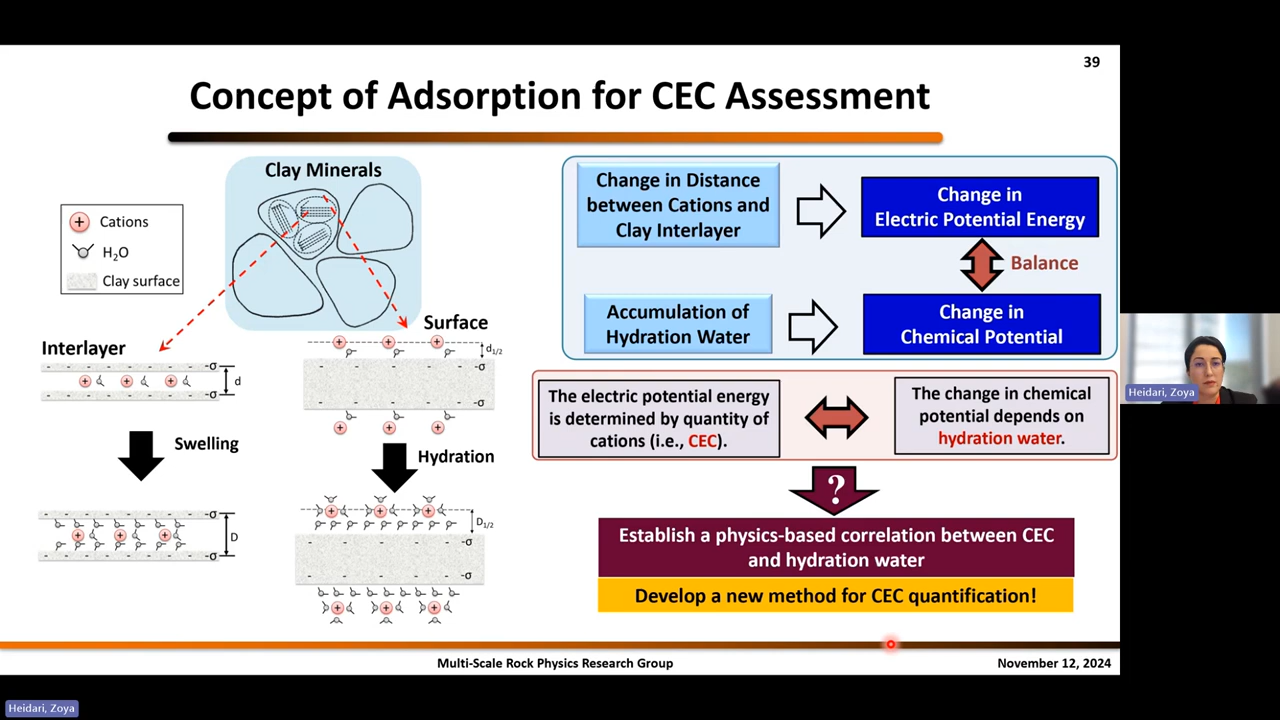 39
Concept of Adsorption for CEC Assessment
Clay Minerals
+ Cations
H₂O
Clay surface
Interlayer
-σ
+ + +
-σ
d
Swelling
-σ
+ + +
-σ
D
Surface
+ + +
d1/2
-σ
-σ
+ + +
Hydration
+ + +
D1/2
-σ
-σ
+ + +
Change in Distance
between Cations and
Clay Interlayer
Change in
Electric Potential Energy
Balance
Accumulation of
Hydration Water
Change in
Chemical Potential
The electric potential energy
is determined by quantity of
cations (i.e., CEC).
The change in chemical
potential depends on
hydration water.
?
Establish a physics-based correlation between CEC
and hydration water
Develop a new method for CEC quantification!
Multi-Scale Rock Physics Research Group
November 12, 2024
Heidari, Zoya
Heidari, Zoya